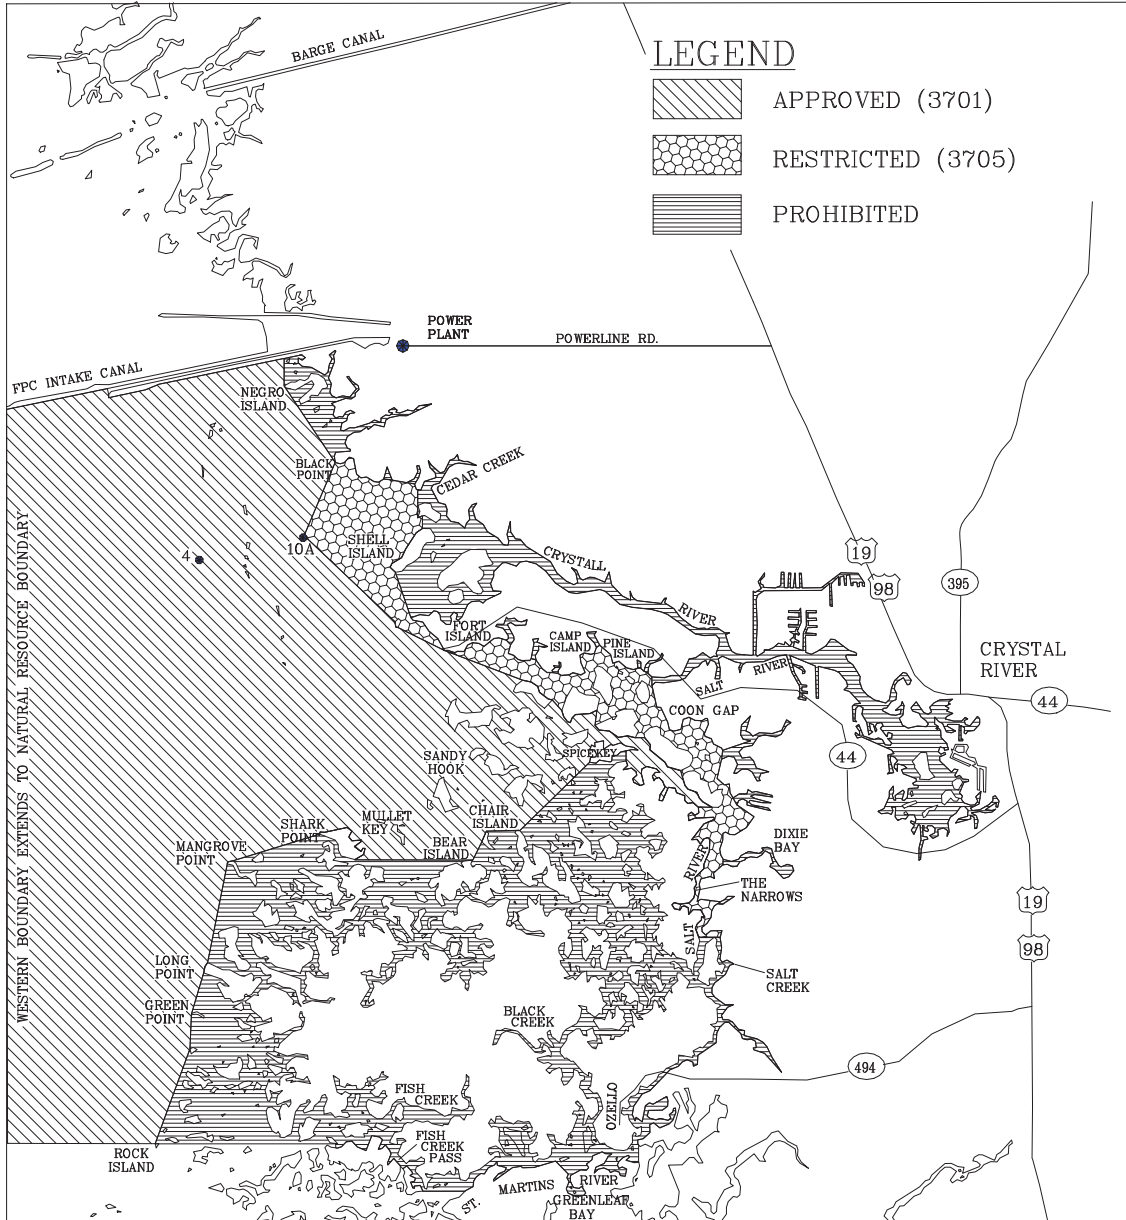 BARGE CANAL
LEGEND
APPROVED (3701)
RESTRICTED (3705)
PROHIBITED
POWER
PLANT
POWERLINE RD.
FPC INTAKE CANAL
NEGRO
ISLAND
BLACK
POINT
CEDAR CREEK
WESTERN BOUNDARY EXTENDS TO NATURAL RESOURCE BOUNDARY
4
10A
SHELL
ISLAND
CRYSTALL
RIVER
19
98
395
FORT
ISLAND
CAMP
ISLAND
PINE
ISLAND
SALT
RIVER
CRYSTAL
RIVER
44
COON GAP
44
SPICEKEY
SANDY
HOOK
CHAIR
ISLAND
MULLET
KEY
SHARK
POINT
MANGROVE
POINT
BEAR
ISLAND
DIXIE
BAY
THE
NARROWS
SALT
RIVER
19
98
LONG
POINT
SALT
CREEK
GREEN
POINT
BLACK
CREEK
494
FISH
CREEK
OZELLO
FISH
CREEK
PASS
ROCK
ISLAND
ST.
MARTINS
RIVER
GREENLEAF
BAY